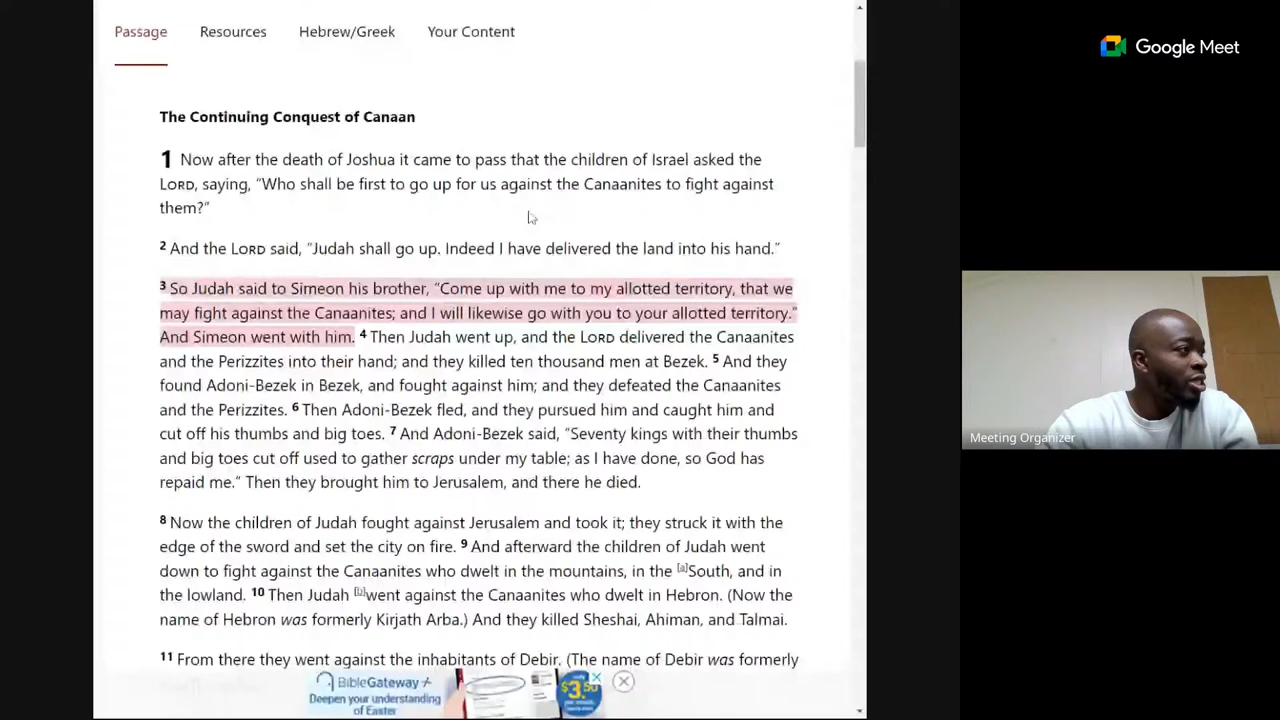 Passage
Resources
Hebrew/Greek
Your Content
Google Meet
The Continuing Conquest of Canaan
1 Now after the death of Joshua it came to pass that the children of Israel asked the
LORD, saying, “Who shall be first to go up for us against the Canaanites to fight against
them?”
2 And the LORD said, “Judah shall go up. Indeed I have delivered the land into his hand.”
3 So Judah said to Simeon his brother, “Come up with me to my allotted territory, that we
may fight against the Canaanites; and I will likewise go with you to your allotted territory.”
And Simeon went with him. 4 Then Judah went up, and the LORD delivered the Canaanites
and the Perizzites into their hand; and they killed ten thousand men at Bezek. 5 And they
found Adoni-Bezek in Bezek, and fought against him; and they defeated the Canaanites
and the Perizzites. 6 Then Adoni-Bezek fled, and they pursued him and caught him and
cut off his thumbs and big toes. 7 And Adoni-Bezek said, “Seventy kings with their thumbs
and big toes cut off used to gather scraps under my table; as I have done, so God has
repaid me.” Then they brought him to Jerusalem, and there he died.
8 Now the children of Judah fought against Jerusalem and took it; they struck it with the
edge of the sword and set the city on fire. 9 And afterward the children of Judah went
down to fight against the Canaanites who dwelt in the mountains, in the [a]South, and in
the lowland. 10 Then Judah [b]went against the Canaanites who dwelt in Hebron. (Now the
name of Hebron was formerly Kirjath Arba.) And they killed Sheshai, Ahiman, and Talmai.
11 From there they went against the inhabitants of Debir. (The name of Debir was formerly
BibleGateway+
Deepen your understanding
of Easter
$3.50
Meeting Organizer